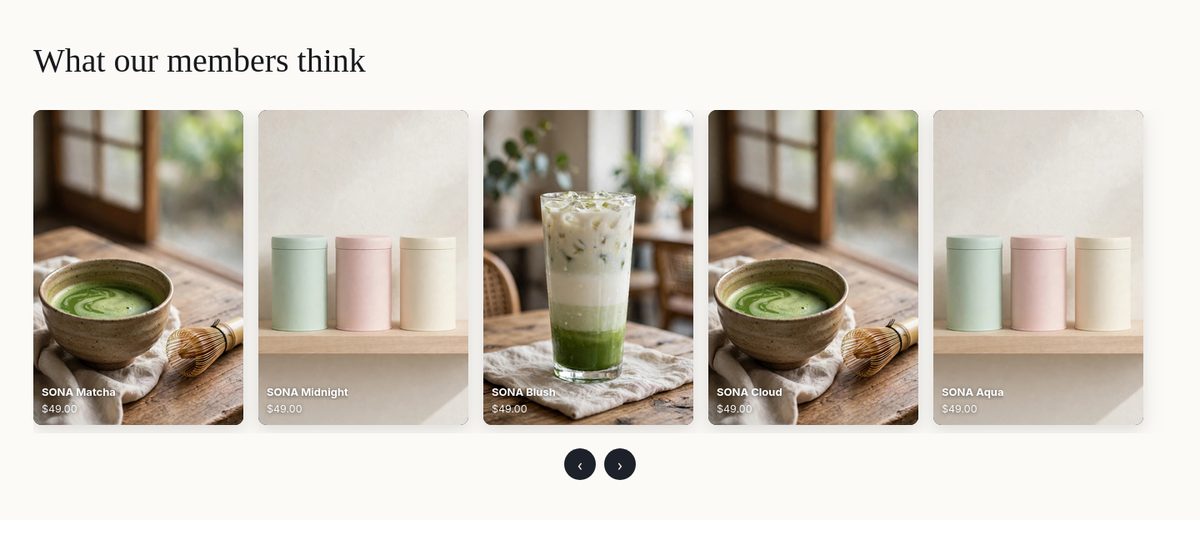 What our members think
SONA Matcha
$49.00
SONA Midnight
$49.00
SONA Blush
$49.00
SONA Cloud
$49.00
SONA Aqua
$49.00
‹ ›